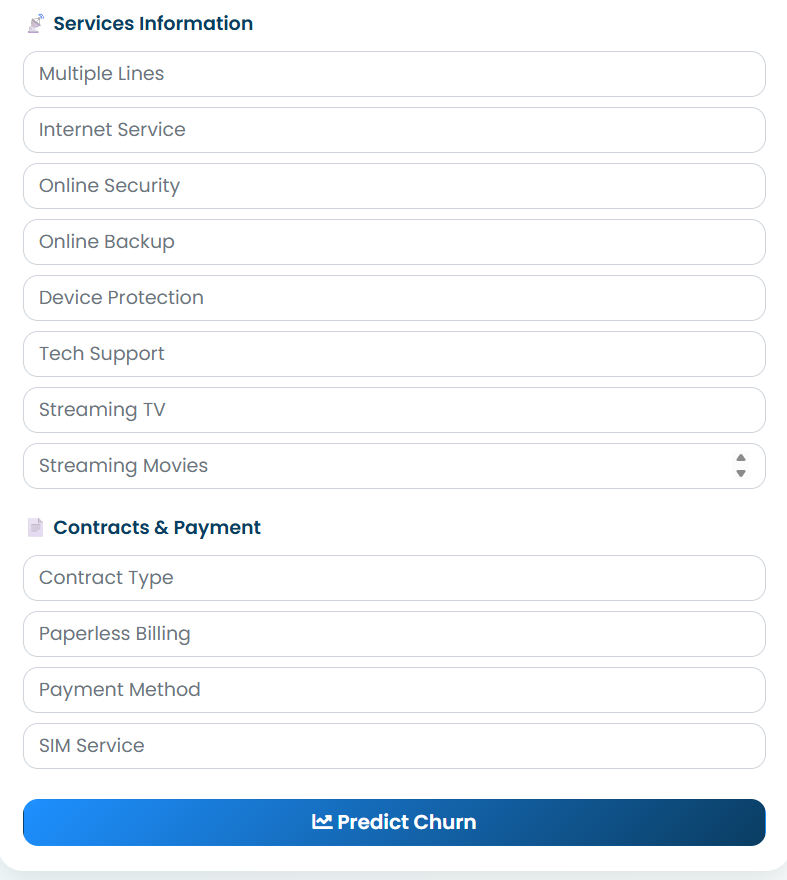 Services Information
Multiple Lines
Internet Service
Online Security
Online Backup
Device Protection
Tech Support
Streaming TV
Streaming Movies
Contracts & Payment
Contract Type
Paperless Billing
Payment Method
SIM Service
Predict Churn